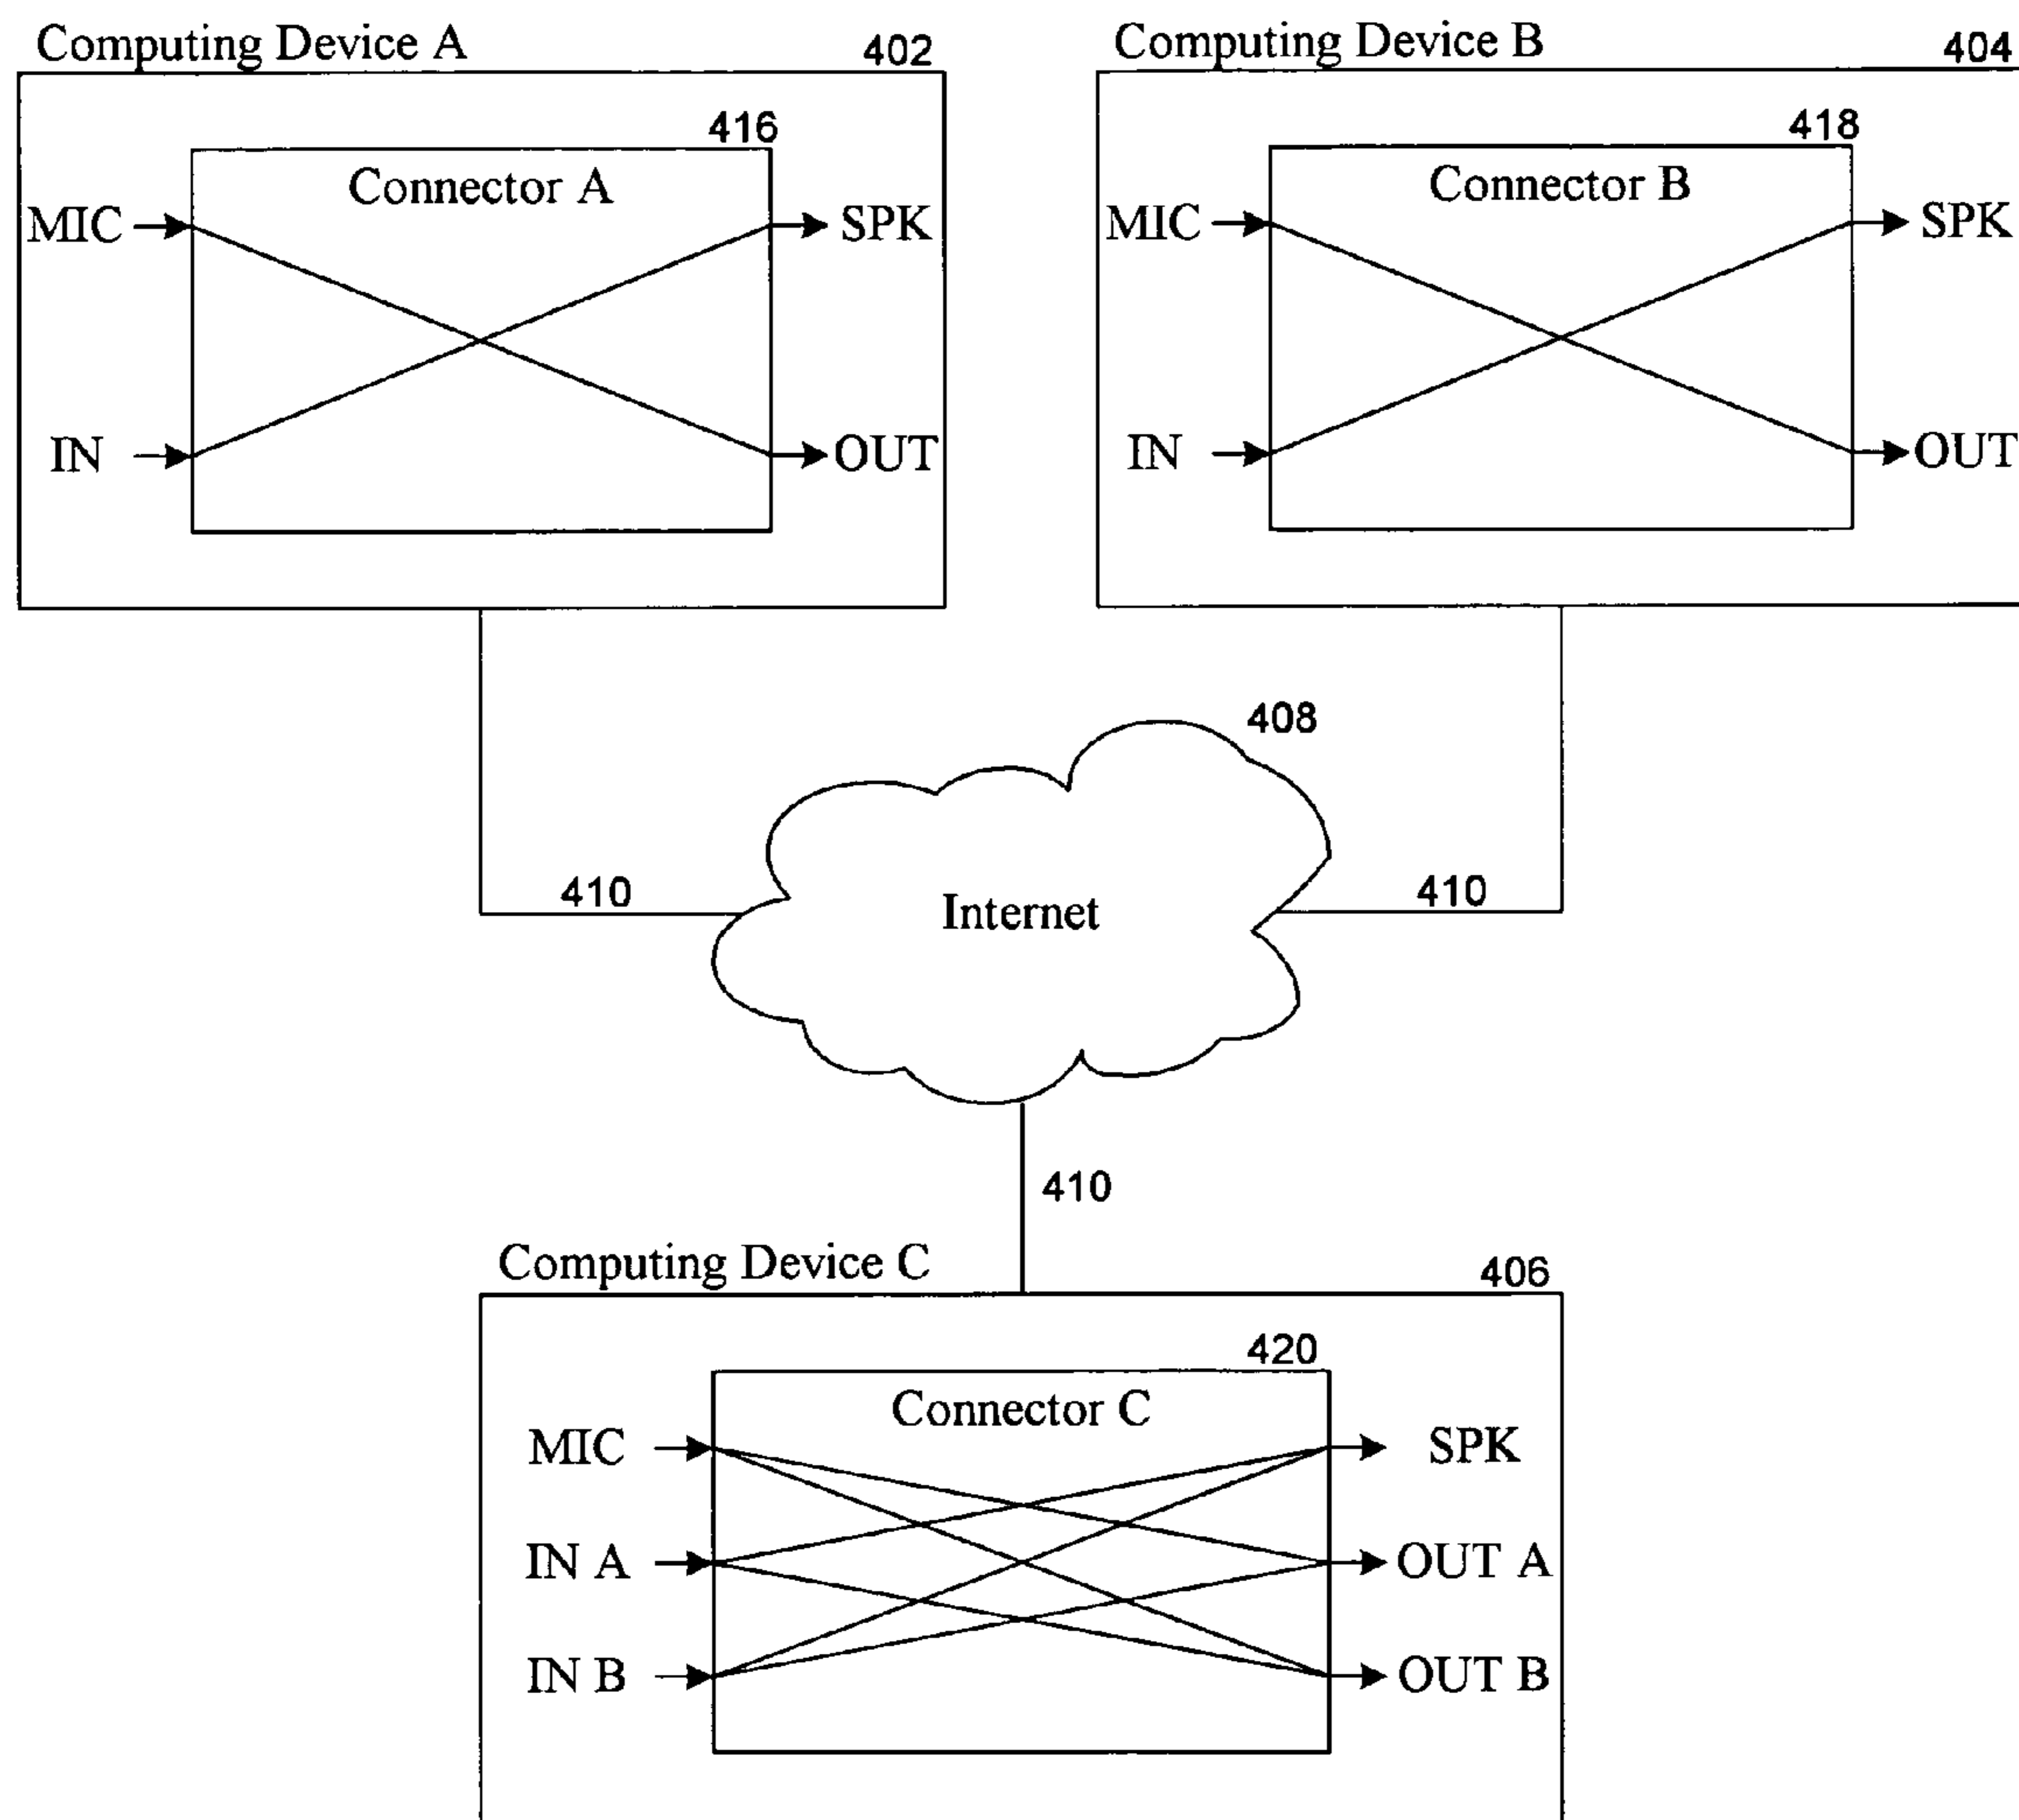 Computing Device A 402
416
Connector A
MIC SPK
IN OUT
Computing Device B 404
418
Connector B
MIC SPK
IN OUT
408
Internet
410
410
410
Computing Device C 406
420
Connector C
MIC SPK
IN A OUT A
IN B OUT B